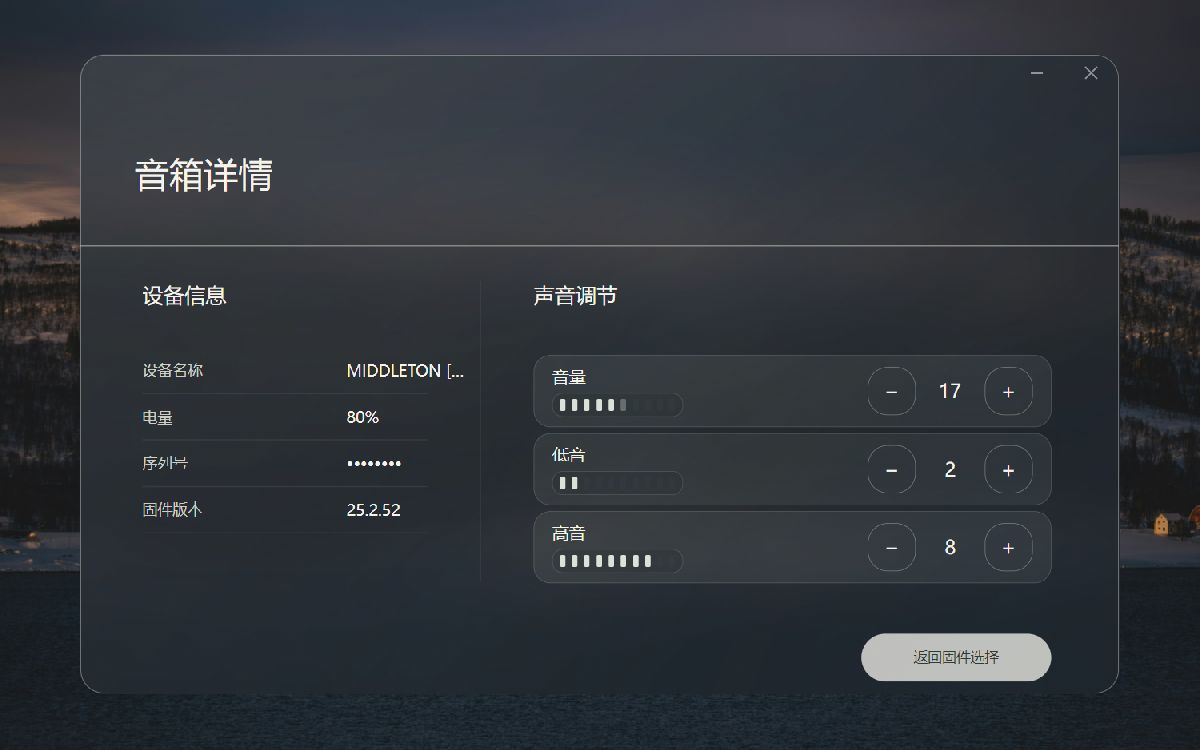 音箱详情
设备信息
设备名称 MIDDLETON [...
电量 80%
序列号 ••••••••
固件版本 25.2.52
声音调节
音量
− 17 +
低音
− 2 +
高音
− 8 +
返回固件选择